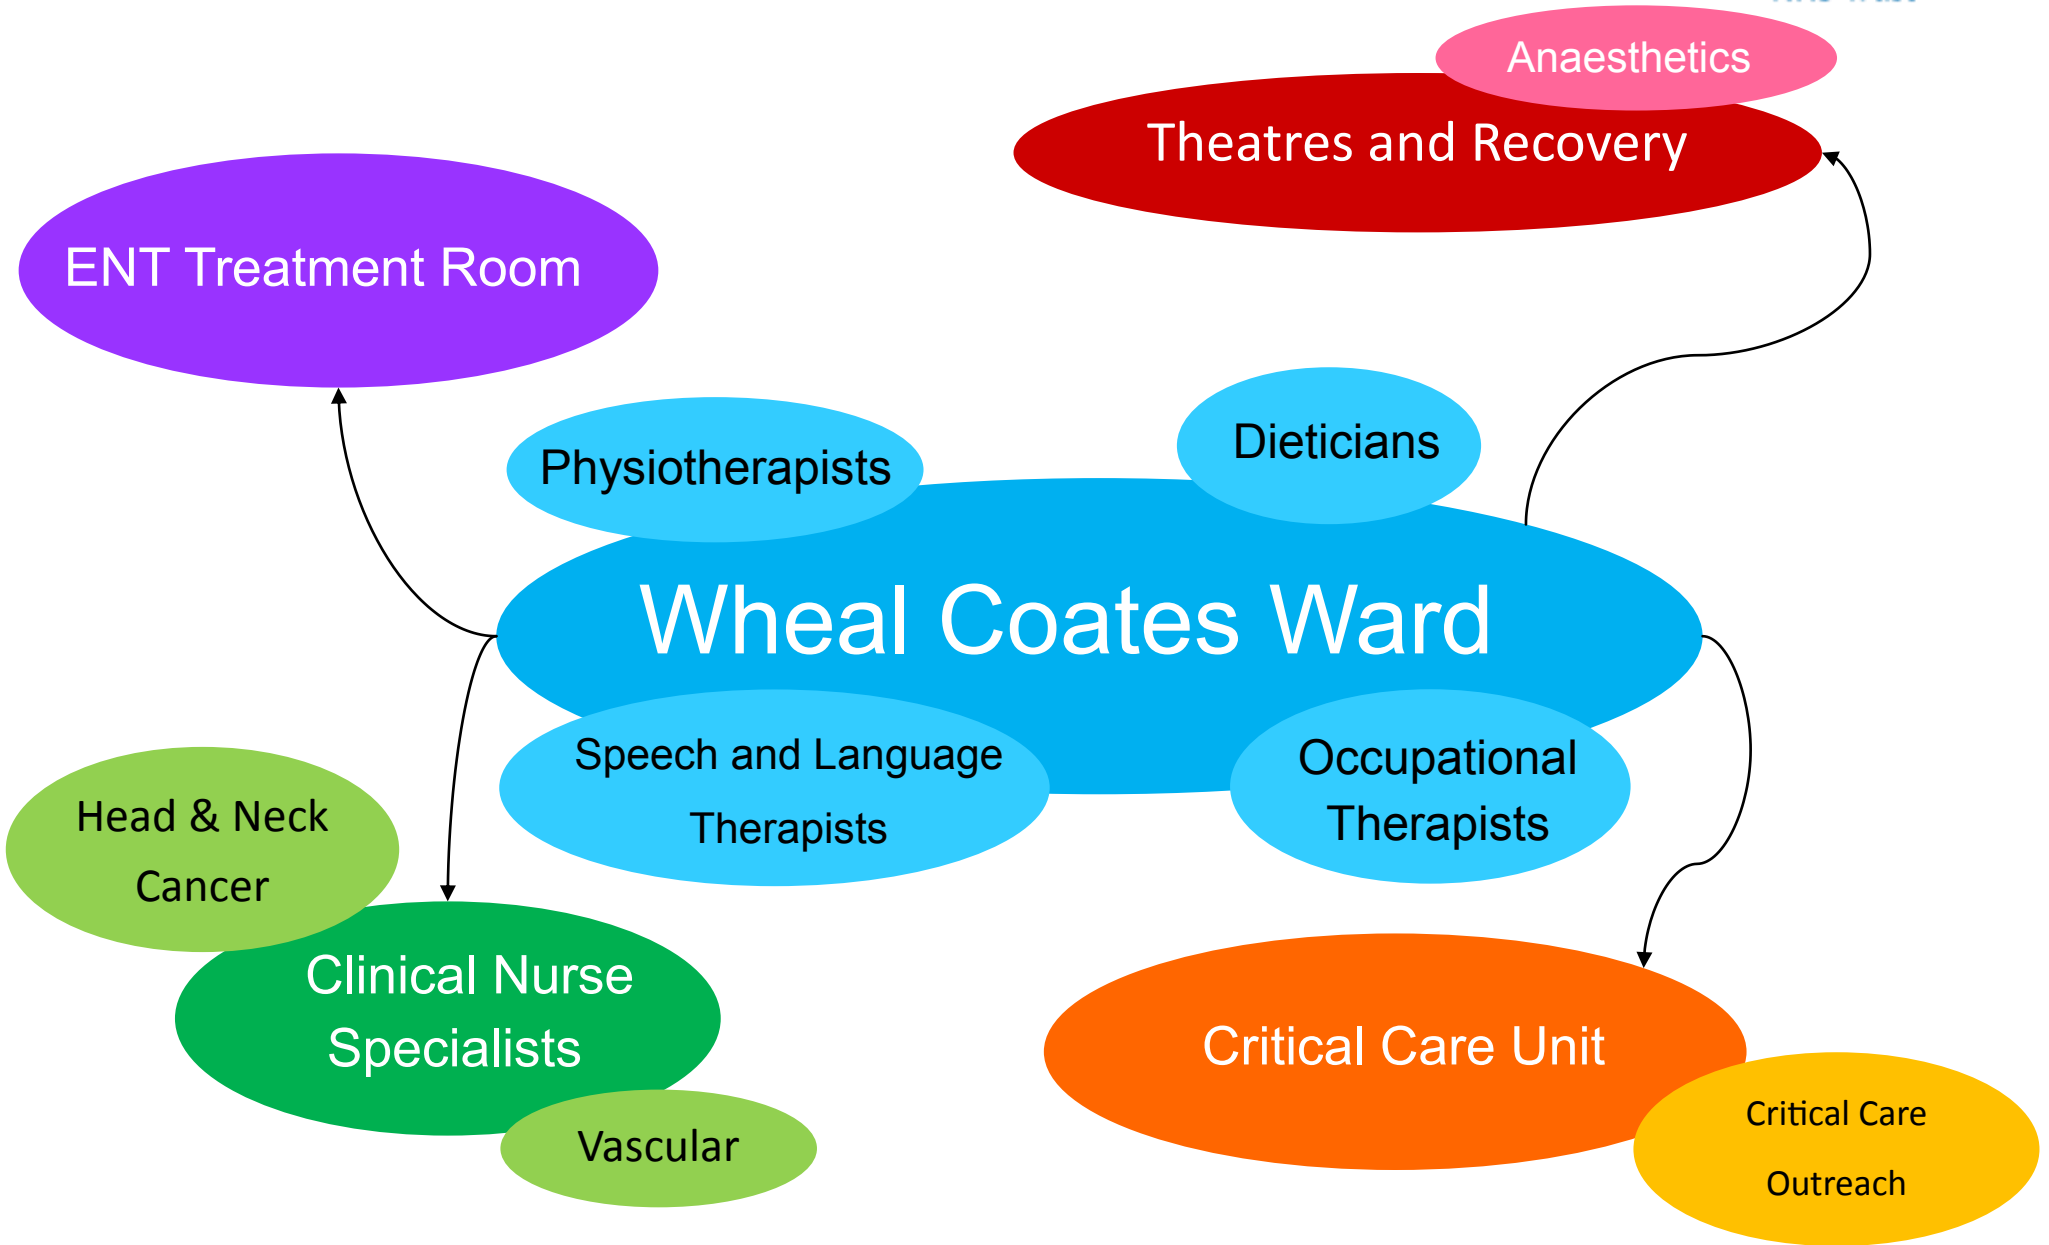 Anaesthetics
Theatres and Recovery
ENT Treatment Room
Physiotherapists
Dieticians
Wheal Coates Ward
Speech and Language
Therapists
Occupational
Therapists
Head & Neck
Cancer
Clinical Nurse
Specialists
Vascular
Critical Care Unit
Critical Care
Outreach